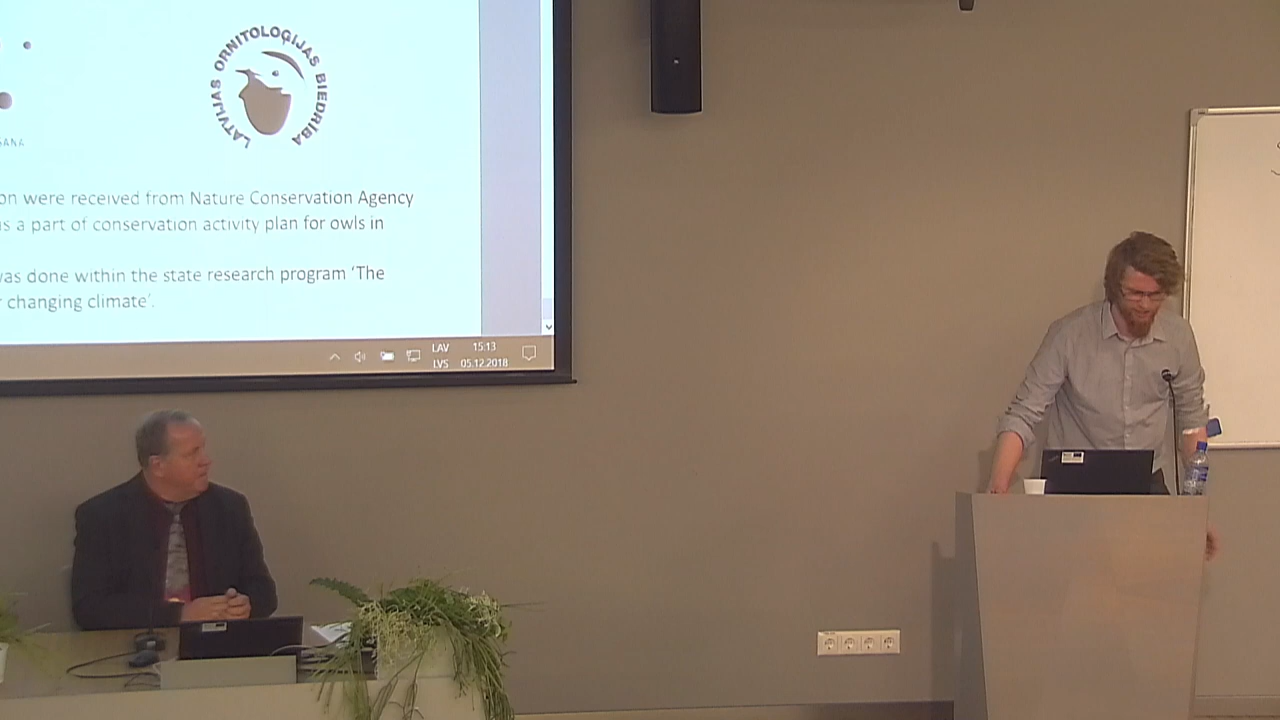 LATVIJAS ORNITOLOĢIJAS BIEDRĪBA
on were received from Nature Conservation Agency
s a part of conservation activity plan for owls in
was done within the state research program ‘The
r changing climate’.
LAV 15:13
LVS 05.12.2018